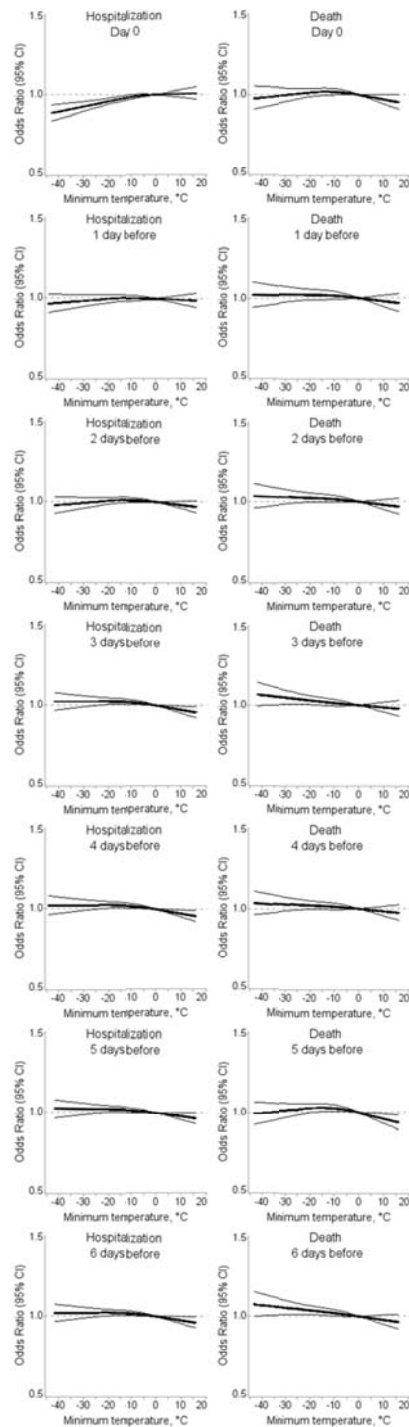 Hospitalization
Day 0
Odds Ratio (95% CI)
1.5
1.0
0.5
-40 -30 -20 -10 0 10 20
Minimum temperature, °C
Death
Day 0
Odds Ratio (95% CI)
1.5
1.0
0.5
-40 -30 -20 -10 0 10 20
Minimum temperature, °C
Hospitalization
1 day before
Odds Ratio (95% CI)
1.5
1.0
0.5
-40 -30 -20 -10 0 10 20
Minimum temperature, °C
Death
1 day before
Odds Ratio (95% CI)
1.5
1.0
0.5
-40 -30 -20 -10 0 10 20
Minimum temperature, °C
Hospitalization
2 days before
Odds Ratio (95% CI)
1.5
1.0
0.5
-40 -30 -20 -10 0 10 20
Minimum temperature, °C
Death
2 days before
Odds Ratio (95% CI)
1.5
1.0
0.5
-40 -30 -20 -10 0 10 20
Minimum temperature, °C
Hospitalization
3 days before
Odds Ratio (95% CI)
1.5
1.0
0.5
-40 -30 -20 -10 0 10 20
Minimum temperature, °C
Death
3 days before
Odds Ratio (95% CI)
1.5
1.0
0.5
-40 -30 -20 -10 0 10 20
Minimum temperature, °C
Hospitalization
4 days before
Odds Ratio (95% CI)
1.5
1.0
0.5
-40 -30 -20 -10 0 10 20
Minimum temperature, °C
Death
4 days before
Odds Ratio (95% CI)
1.5
1.0
0.5
-40 -30 -20 -10 0 10 20
Minimum temperature, °C
Hospitalization
5 days before
Odds Ratio (95% CI)
1.5
1.0
0.5
-40 -30 -20 -10 0 10 20
Minimum temperature, °C
Death
5 days before
Odds Ratio (95% CI)
1.5
1.0
0.5
-40 -30 -20 -10 0 10 20
Minimum temperature, °C
Hospitalization
6 days before
Odds Ratio (95% CI)
1.5
1.0
0.5
-40 -30 -20 -10 0 10 20
Minimum temperature, °C
Death
6 days before
Odds Ratio (95% CI)
1.5
1.0
0.5
-40 -30 -20 -10 0 10 20
Minimum temperature, °C